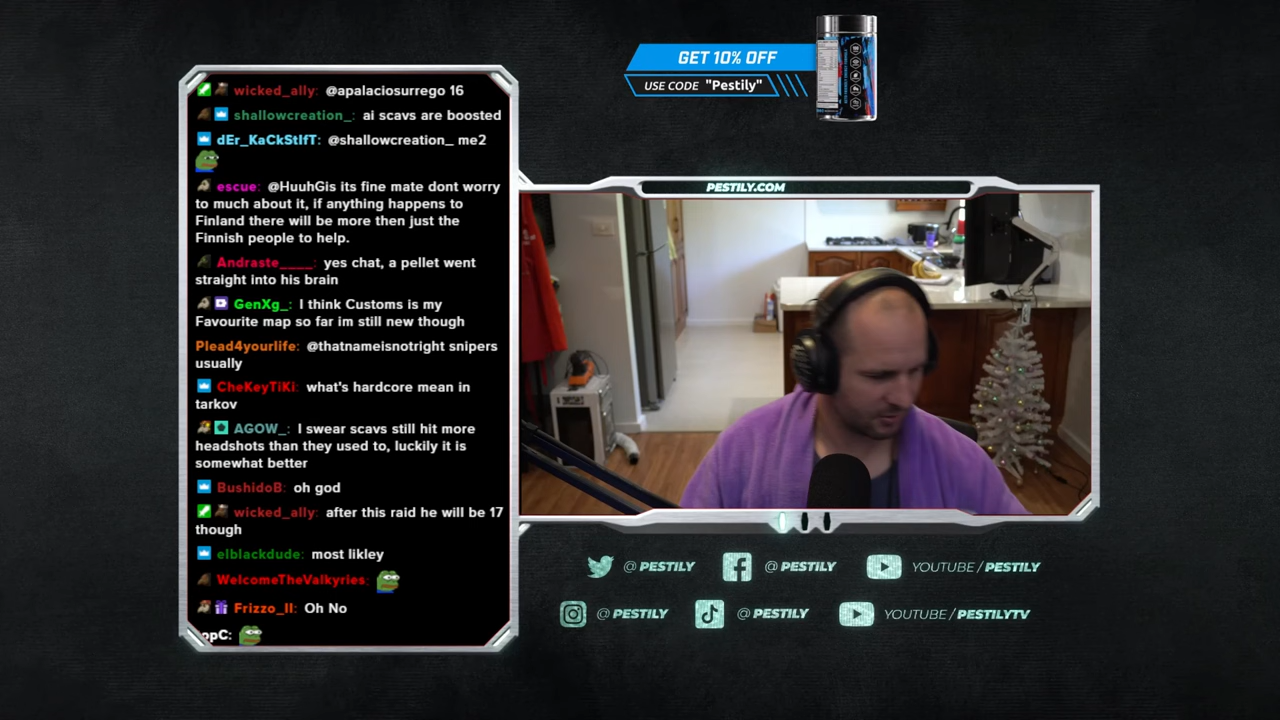 GET 10% OFF
USE CODE "Pestily"
PESTILY.COM
wicked_ally: @apalaciosurrego 16
shallowcreation_: ai scavs are boosted
dEr_KaCkStIfT: @shallowcreation_ me2
escue: @HuuhGis its fine mate dont worry
to much about it, if anything happens to
Finland there will be more then just the
Finnish people to help.
Andraste____: yes chat, a pellet went
straight into his brain
GenXg_: I think Customs is my
Favourite map so far im still new though
Plead4yourlife: @thatnameisnotright snipers
usually
CheKeyTiKi: what's hardcore mean in
tarkov
AGOW_: I swear scavs still hit more
headshots than they used to, luckily it is
somewhat better
BushidoB: oh god
wicked_ally: after this raid he will be 17
though
elblackdude: most likley
WelcomeTheValkyries:
Frizzo_II: Oh No
opC:
@PESTILY
@PESTILY
YOUTUBE/PESTILY
@PESTILY
@PESTILY
YOUTUBE/PESTILYTV